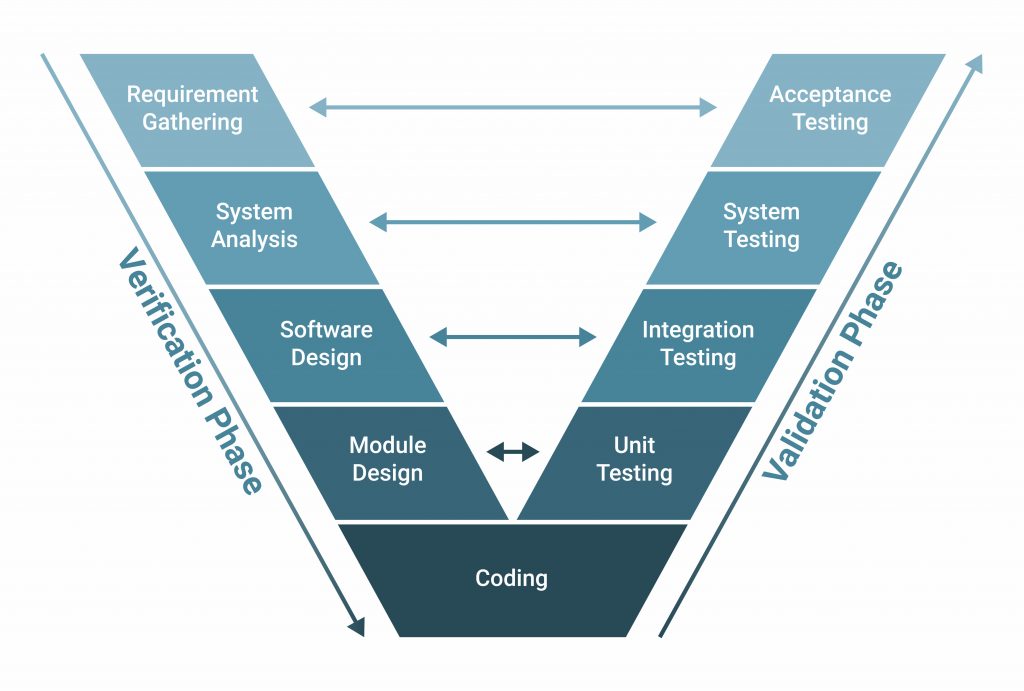 Requirement
Gathering
Acceptance
Testing
System
Analysis
System
Testing
Verification Phase
Validation Phase
Software
Design
Integration
Testing
Module
Design
Unit
Testing
Coding